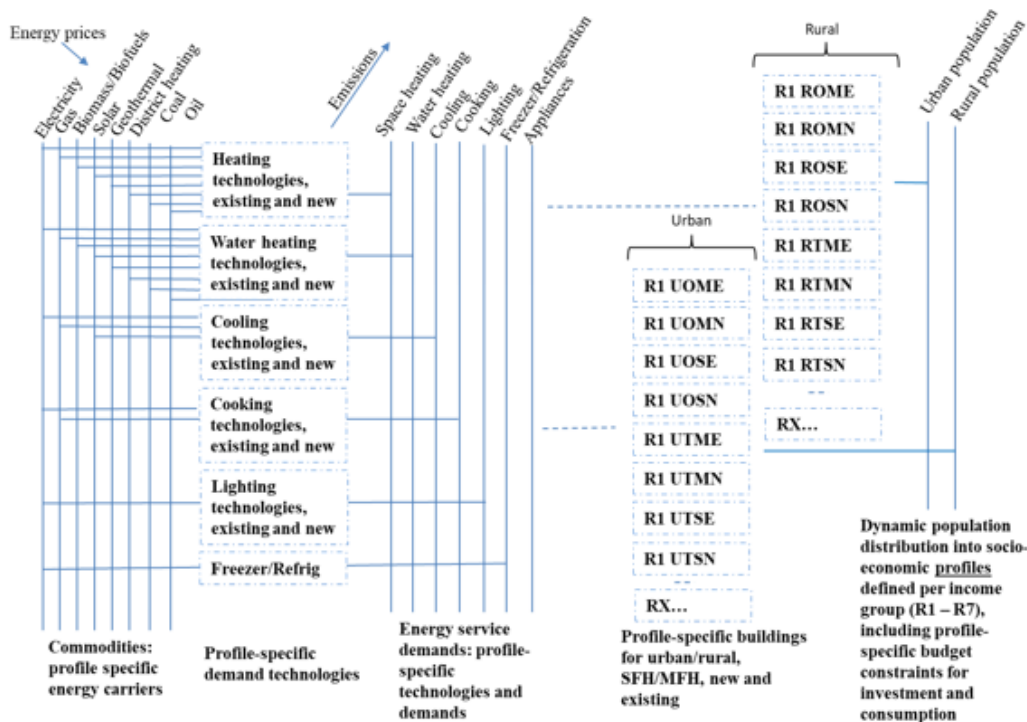 Energy prices
Electricity
Gas
Biomass/Biofuels
Solar
Geothermal
District heating
Coal
Oil
Emissions
Space heating
Water heating
Cooling
Cooking
Lighting
Freezer/Refrigeration
Appliances
Heating
technologies,
existing and new
Water heating
technologies,
existing and new
Cooling
technologies,
existing and new
Cooking
technologies,
existing and new
Lighting
technologies,
existing and new
Freezer/Refrig
Urban
R1 UOME
R1 UOMN
R1 UOSE
R1 UOSN
R1 UTME
R1 UTMN
R1 UTSE
R1 UTSN
...
RX...
Rural
R1 ROME
R1 ROMN
R1 ROSE
R1 ROSN
R1 RTME
R1 RTMN
R1 RTSE
R1 RTSN
...
RX...
Urban population
Rural population
Commodities:
profile specific
energy carriers
Profile-specific
demand technologies
Energy service
demands: profile-
specific
technologies and
demands
Profile-specific buildings
for urban/rural,
SFH/MFH, new and
existing
Dynamic population
distribution into socio-
economic profiles
defined per income
group (R1 – R7),
including profile-
specific budget
constraints for
investment and
consumption